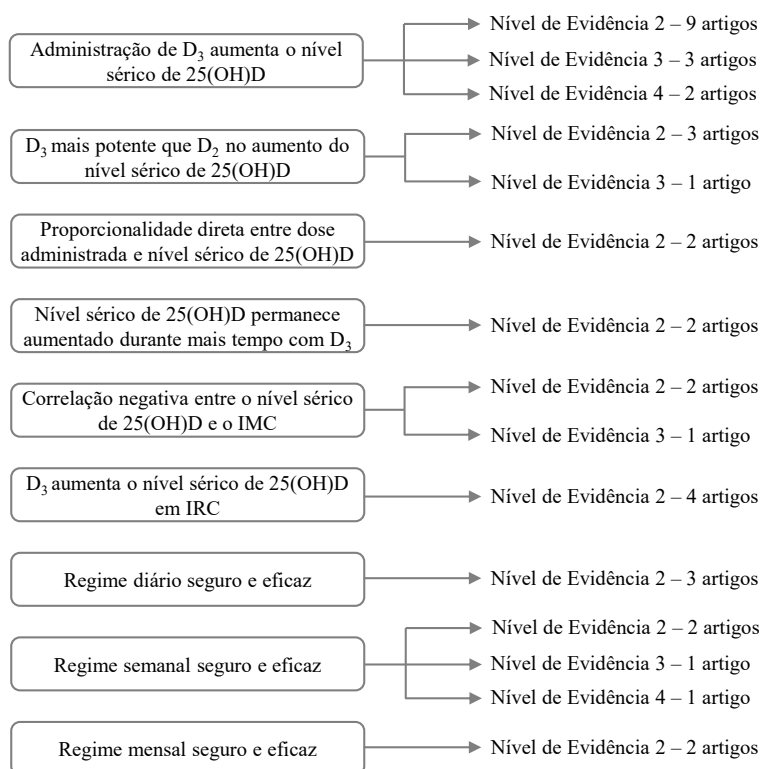 Administração de D₃ aumenta o nível
sérico de 25(OH)D
Nível de Evidência 2 – 9 artigos
Nível de Evidência 3 – 3 artigos
Nível de Evidência 4 – 2 artigos
D₃ mais potente que D₂ no aumento do
nível sérico de 25(OH)D
Nível de Evidência 2 – 3 artigos
Nível de Evidência 3 – 1 artigo
Proporcionalidade direta entre dose
administrada e nível sérico de 25(OH)D
Nível de Evidência 2 – 2 artigos
Nível sérico de 25(OH)D permanece
aumentado durante mais tempo com D₃
Nível de Evidência 2 – 2 artigos
Correlação negativa entre o nível sérico
de 25(OH)D e o IMC
Nível de Evidência 2 – 2 artigos
Nível de Evidência 3 – 1 artigo
D₃ aumenta o nível sérico de 25(OH)D
em IRC
Nível de Evidência 2 – 4 artigos
Regime diário seguro e eficaz
Nível de Evidência 2 – 3 artigos
Regime semanal seguro e eficaz
Nível de Evidência 2 – 2 artigos
Nível de Evidência 3 – 1 artigo
Nível de Evidência 4 – 1 artigo
Regime mensal seguro e eficaz
Nível de Evidência 2 – 2 artigos